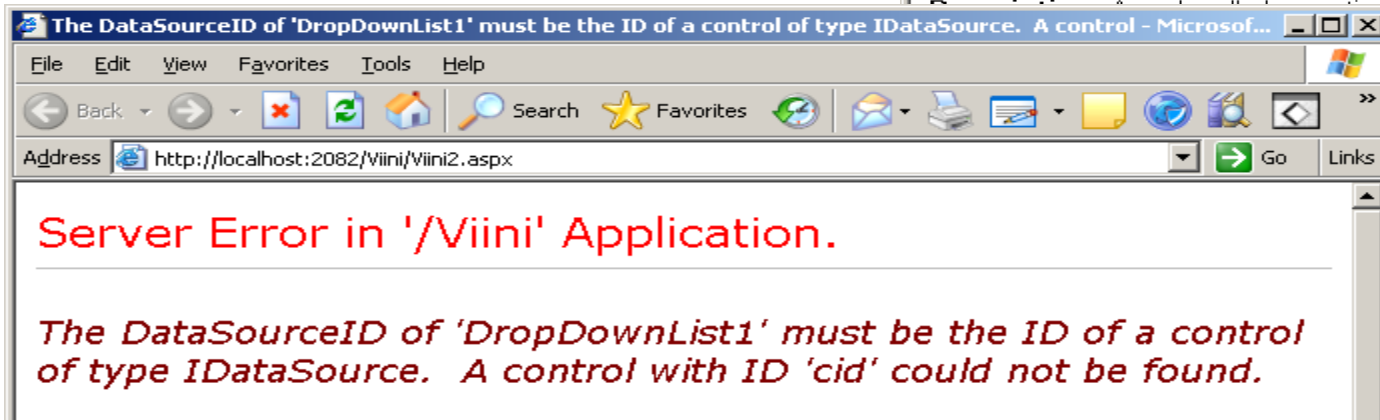 The DataSourceID of 'DropDownList1' must be the ID of a control of type IDataSource. A control - Microsof...
File Edit View Favorites Tools Help
Back Search Favorites
Address http://localhost:2082/Viini/Viini2.aspx Go Links
Server Error in '/Viini' Application.
The DataSourceID of 'DropDownList1' must be the ID of a control
of type IDataSource. A control with ID 'cid' could not be found.